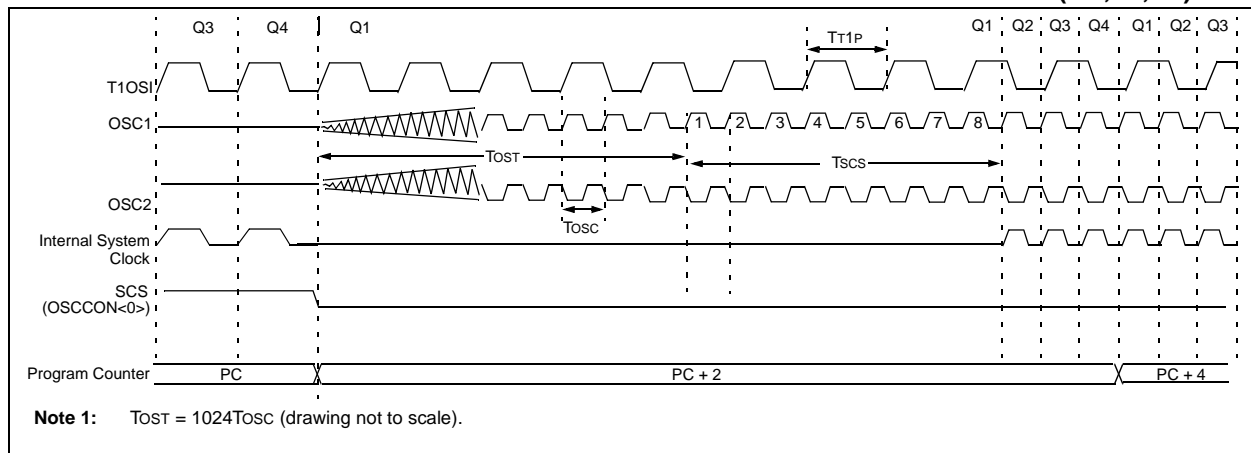 Q3 Q4 Q1 Q1 Q2 Q3 Q4 Q1 Q2 Q3
TT1P
T1OSI
OSC1
1 2 3 4 5 6 7 8
TOST TSCS
OSC2
TOSC
Internal System
Clock
SCS
(OSCCON<0>)
Program Counter PC PC + 2 PC + 4
Note 1: TOST = 1024TOSC (drawing not to scale).